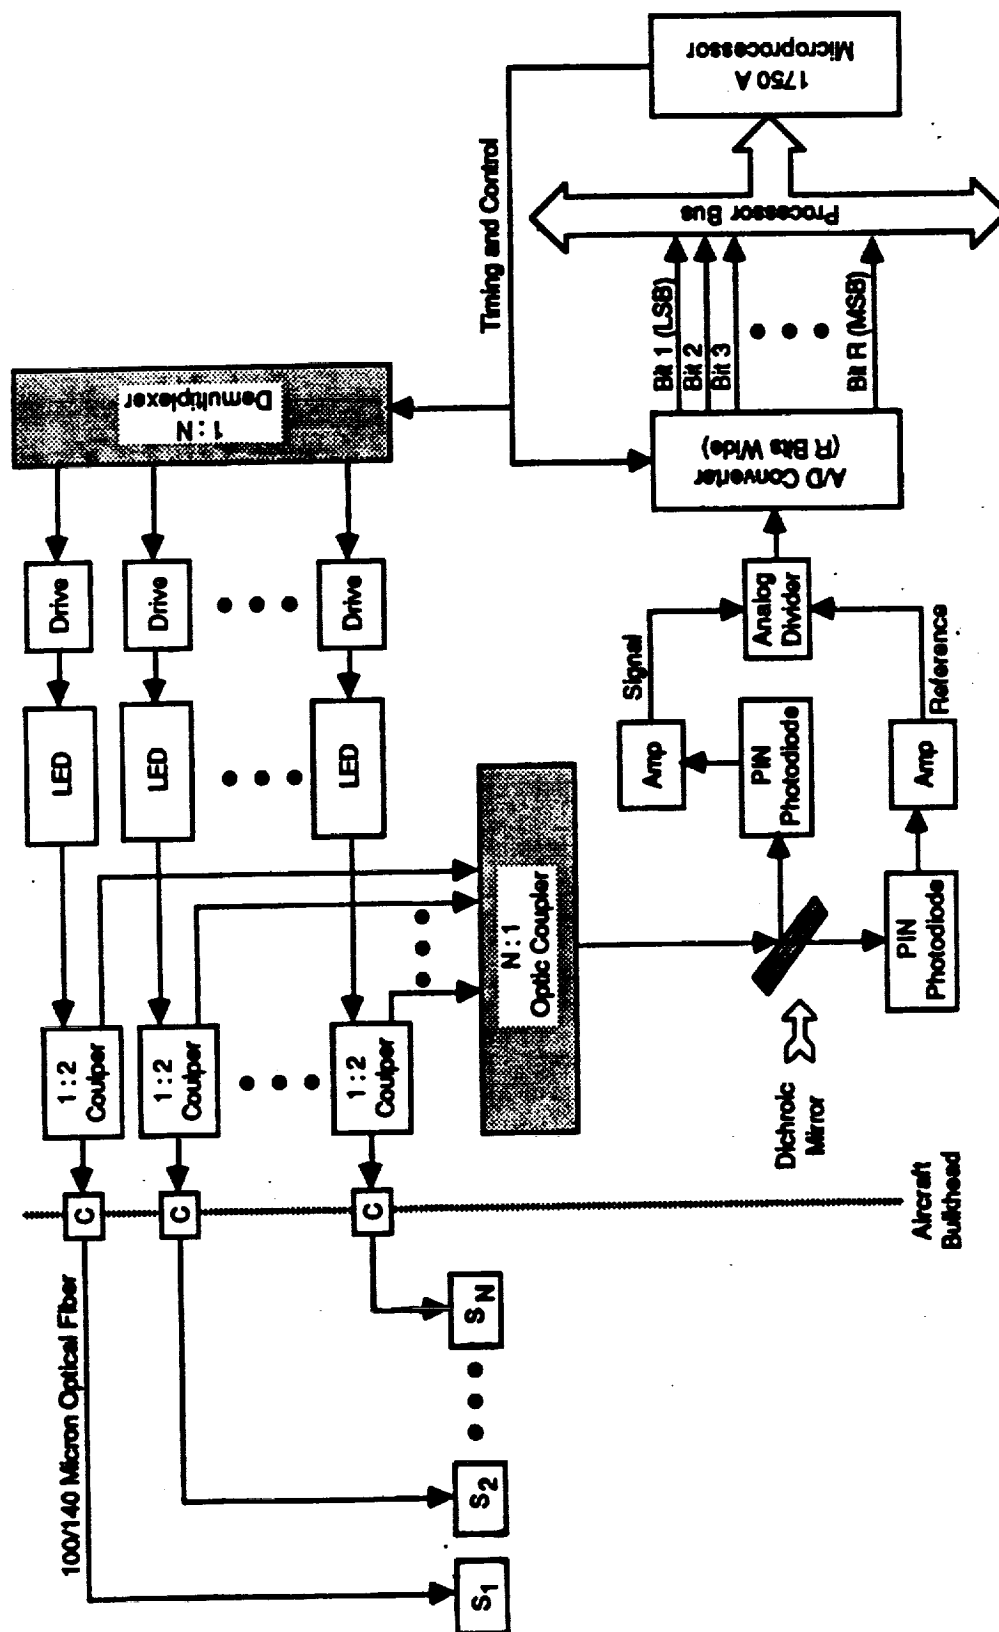 100/140 Micron Optical Fiber
C
C
C
S1
S2
SN
Aircraft
Bulkhead
1 : 2
Coulper
1 : 2
Coulper
1 : 2
Coulper
LED
LED
LED
Drive
Drive
Drive
1 : N
Demultiplexer
N : 1
Optic Coupler
Dichroic
Mirror
PIN
Photodiode
PIN
Photodiode
Amp
Amp
Signal
Reference
Analog
Divider
A/D Converter
(R Bits Wide)
Timing and Control
Bit 1 (LSB)
Bit 2
Bit 3
Bit R (MSB)
Processor
Bus
1750 A
Microprocessor